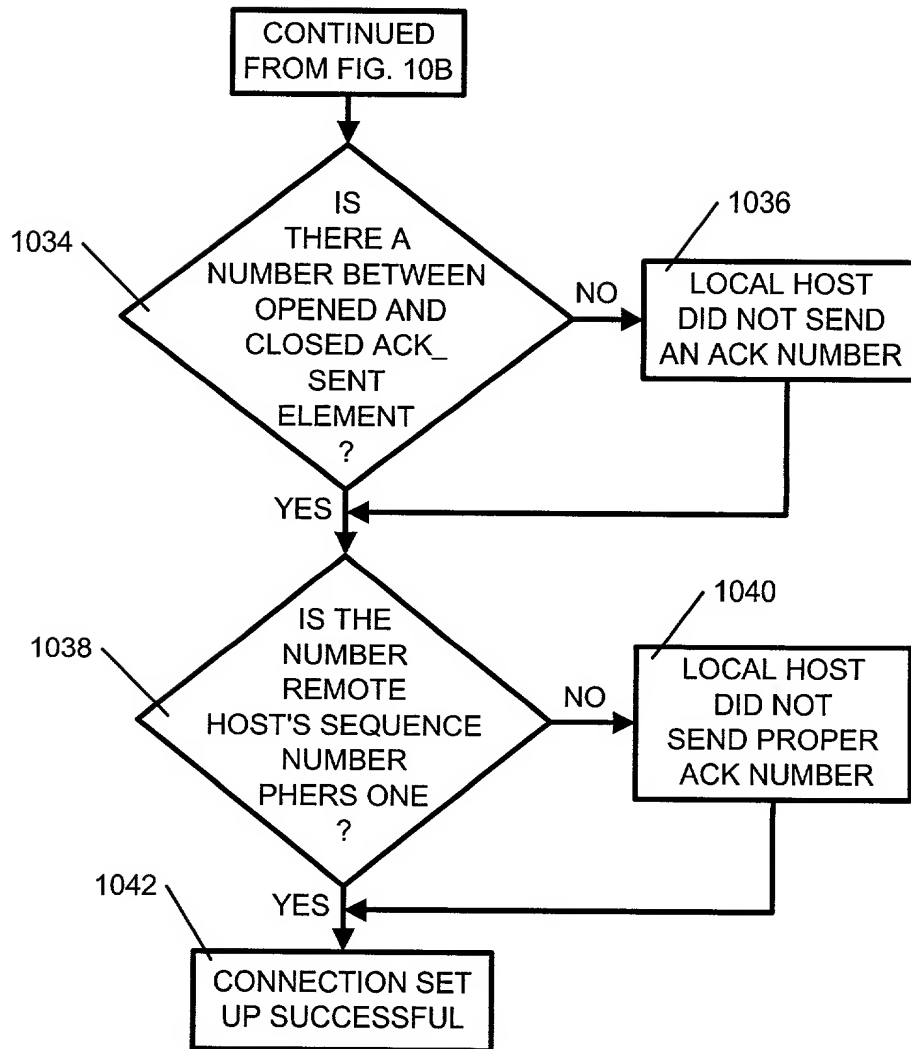 CONTINUED
FROM FIG. 10B
1034
IS
THERE A
NUMBER BETWEEN
OPENED AND
CLOSED ACK_
SENT
ELEMENT
?
NO
1036
LOCAL HOST
DID NOT SEND
AN ACK NUMBER
YES
1038
IS THE
NUMBER
REMOTE
HOST'S SEQUENCE
NUMBER
PHERS ONE
?
NO
1040
LOCAL HOST
DID NOT
SEND PROPER
ACK NUMBER
YES
1042
CONNECTION SET
UP SUCCESSFUL